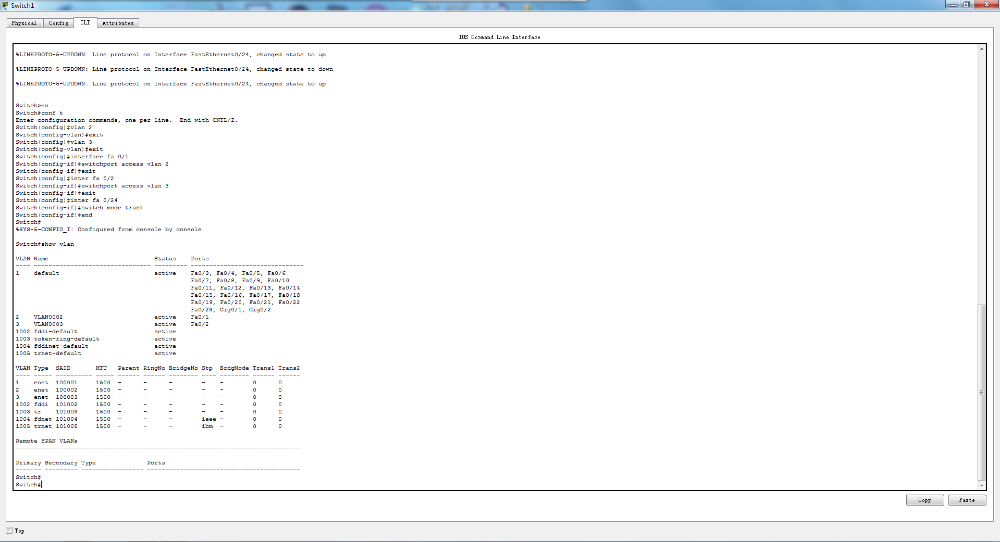 Switch1
Physical Config CLI Attributes
IOS Command Line Interface
%LINEPROTO-5-UPDOWN: Line protocol on Interface FastEthernet0/24, changed state to up
%LINEPROTO-5-UPDOWN: Line protocol on Interface FastEthernet0/24, changed state to down
%LINEPROTO-5-UPDOWN: Line protocol on Interface FastEthernet0/24, changed state to up
Switch>en
Switch#conf t
Enter configuration commands, one per line.  End with CNTL/Z.
Switch(config)#vlan 2
Switch(config-vlan)#exit
Switch(config)#vlan 3
Switch(config-vlan)#exit
Switch(config)#interface fa 0/1
Switch(config-if)#switchport access vlan 2
Switch(config-if)#exit
Switch(config)#inter fa 0/2
Switch(config-if)#switchport access vlan 3
Switch(config-if)#exit
Switch(config)#inter fa 0/24
Switch(config-if)#switch mode trunk
Switch(config-if)#end
Switch#
%SYS-5-CONFIG_I: Configured from console by console
Switch#show vlan
VLAN Name                             Status    Ports
---- -------------------------------- --------- -------------------------------
1    default                          active    Fa0/3, Fa0/4, Fa0/5, Fa0/6
                                                Fa0/7, Fa0/8, Fa0/9, Fa0/10
                                                Fa0/11, Fa0/12, Fa0/13, Fa0/14
                                                Fa0/15, Fa0/16, Fa0/17, Fa0/18
                                                Fa0/19, Fa0/20, Fa0/21, Fa0/22
                                                Fa0/23, Gig0/1, Gig0/2
2    VLAN0002                         active    Fa0/1
3    VLAN0003                         active    Fa0/2
1002 fddi-default                     active
1003 token-ring-default               active
1004 fddinet-default                  active
1005 trnet-default                    active
VLAN Type  SAID       MTU   Parent RingNo BridgeNo Stp  BrdgMode Trans1 Trans2
---- ----- ---------- ----- ------ ------ -------- ---- -------- ------ ------
1    enet  100001     1500  -      -      -        -    -        0      0
2    enet  100002     1500  -      -      -        -    -        0      0
3    enet  100003     1500  -      -      -        -    -        0      0
1002 fddi  101002     1500  -      -      -        -    -        0      0
1003 tr    101003     1500  -      -      -        -    -        0      0
1004 fdnet 101004     1500  -      -      -        ieee -        0      0
1005 trnet 101005     1500  -      -      -        ibm  -        0      0
Remote SPAN VLANs
------------------------------------------------------------------------------
Primary Secondary Type              Ports
------- --------- ----------------- ------------------------------------------
Switch#
Switch#
Copy Paste
Top